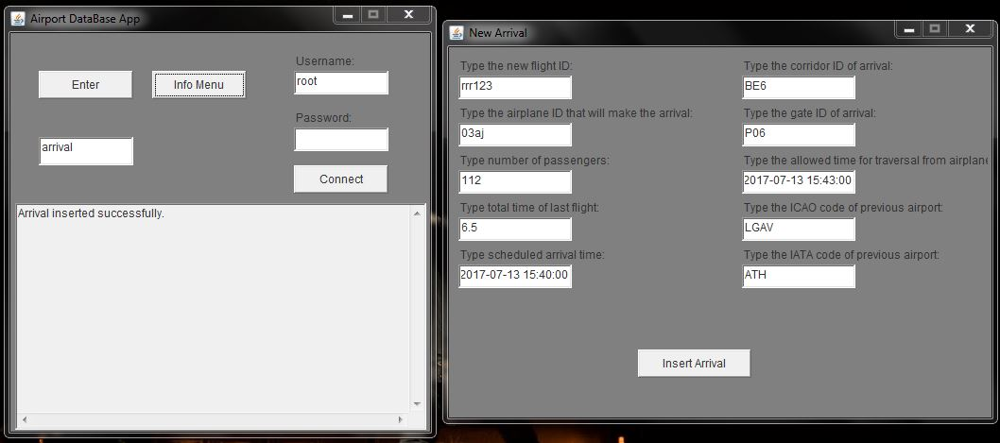 Airport DataBase App
Enter
Info Menu
Username:
root
Password:
arrival
Connect
Arrival inserted successfully.
New Arrival
Type the new flight ID:
rrr123
Type the airplane ID that will make the arrival:
03aj
Type number of passengers:
112
Type total time of last flight:
6.5
Type scheduled arrival time:
2017-07-13 15:40:00
Type the corridor ID of arrival:
BE6
Type the gate ID of arrival:
P06
Type the allowed time for traversal from airplane
2017-07-13 15:43:00
Type the ICAO code of previous airport:
LGAV
Type the IATA code of previous airport:
ATH
Insert Arrival